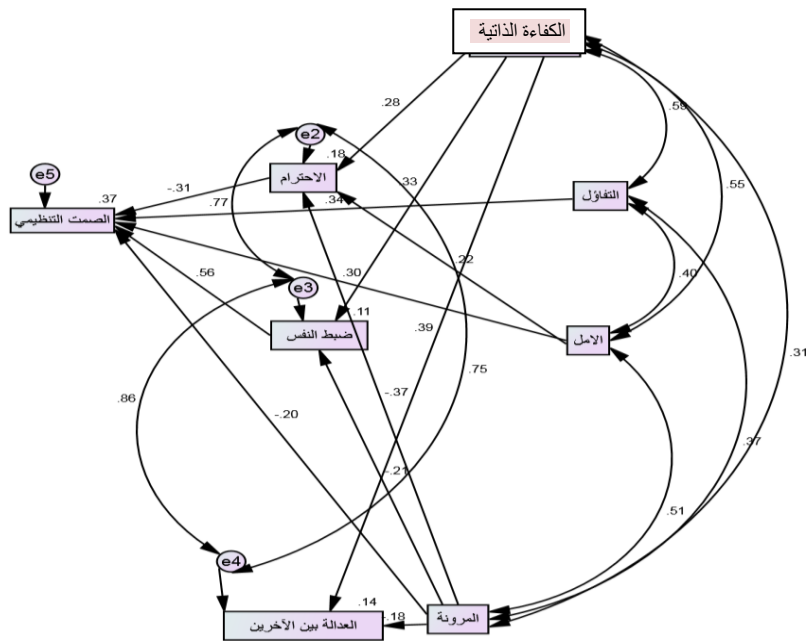 الكفاءة الذاتية
.59
.28
e2
.18
.33
.55
e5
.37
-.31
الاحترام
.77
.34
التفاؤل
الصمت التنظيمي
.22
.40
.56
.30
e3
.11
.39
ضبط النفس
الامل
.31
.86
-.37
.75
-.20
.37
-.21
.51
e4
.14
المرونة
-.18
العدالة بين الآخرين